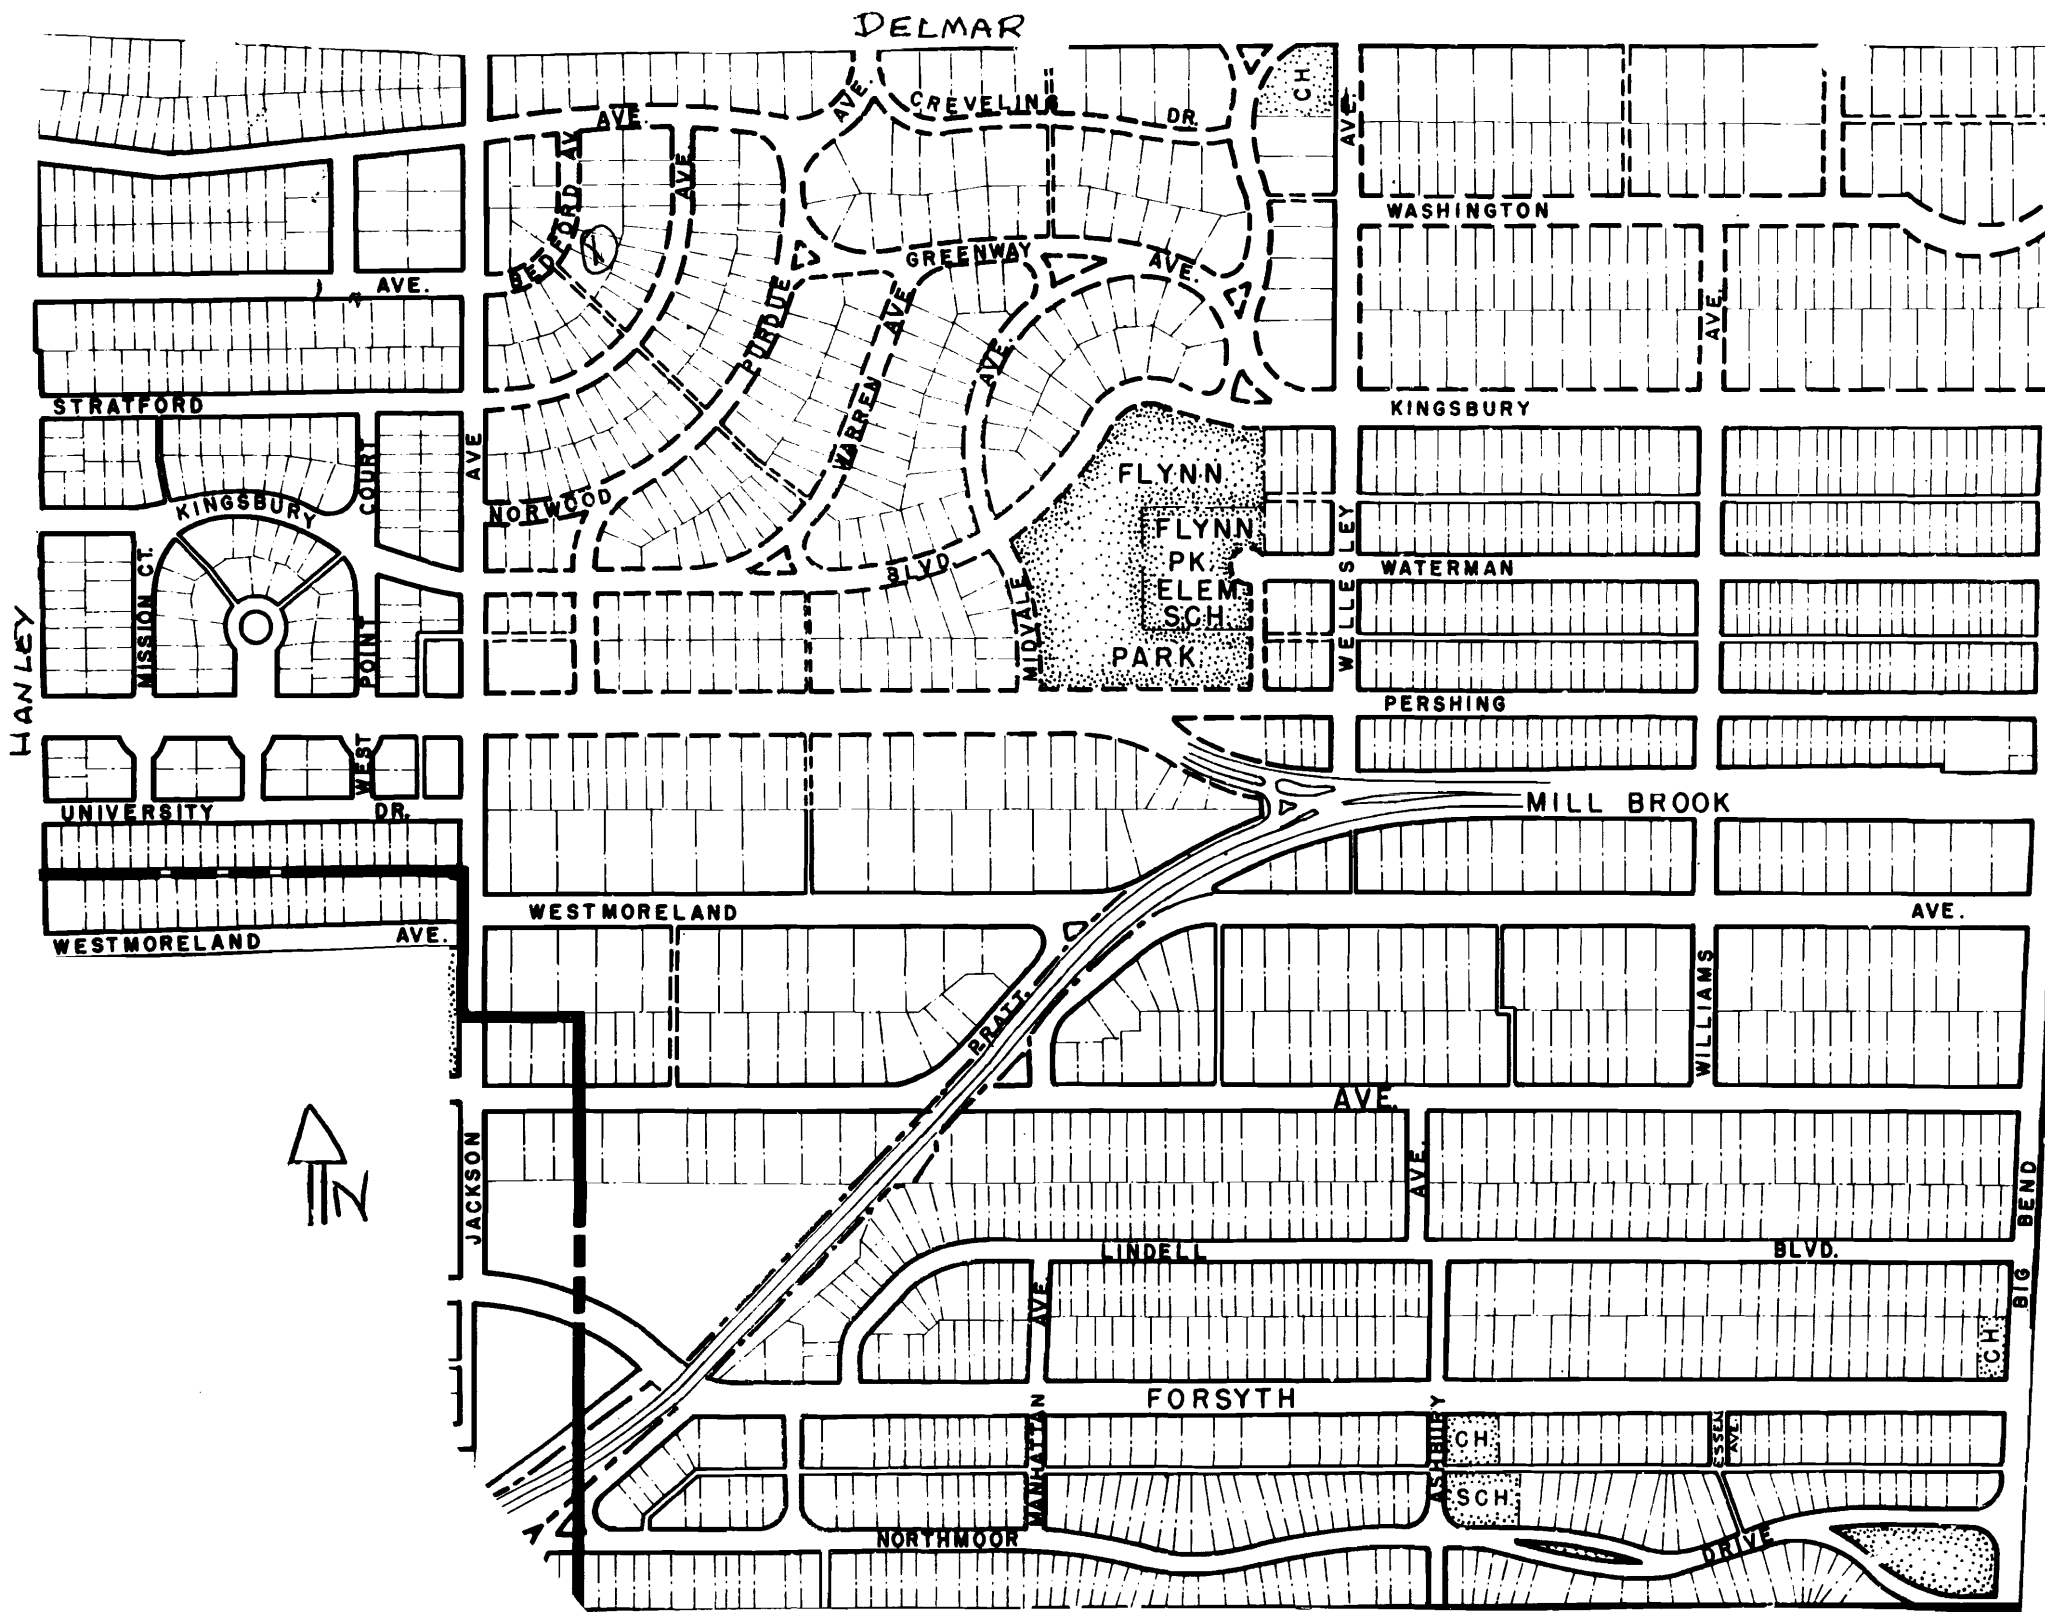 DELMAR
CH
CREVELING DR.
AVE.
AVE.
AVE.
BEDFORD AV.
AVE.
WASHINGTON
GREENWAY AVE.
AVE.
PURDUE
WARREN AVE.
AVE.
AVE.
STRATFORD
KINGSBURY
AVE
COURT
KINGSBURY
NORWOOD
FLYNN
FLYNN
PK
ELEM
SCH.
PARK
WELLESLEY
WATERMAN
BLVD.
MIDVALE
MISSION CT.
POINT
HANLEY
WEST
PERSHING
UNIVERSITY DR.
MILL BROOK
WESTMORELAND AVE.
WESTMORELAND AVE.
WILLIAMS
PRATT
AVE.
JACKSON
AVE.
N
BIG BEND
LINDELL BLVD.
AVE.
CH
FORSYTH
MANHATTAN
ASHBURY
CH
ESSEX AVE.
SCH.
NORTHMOOR DRIVE